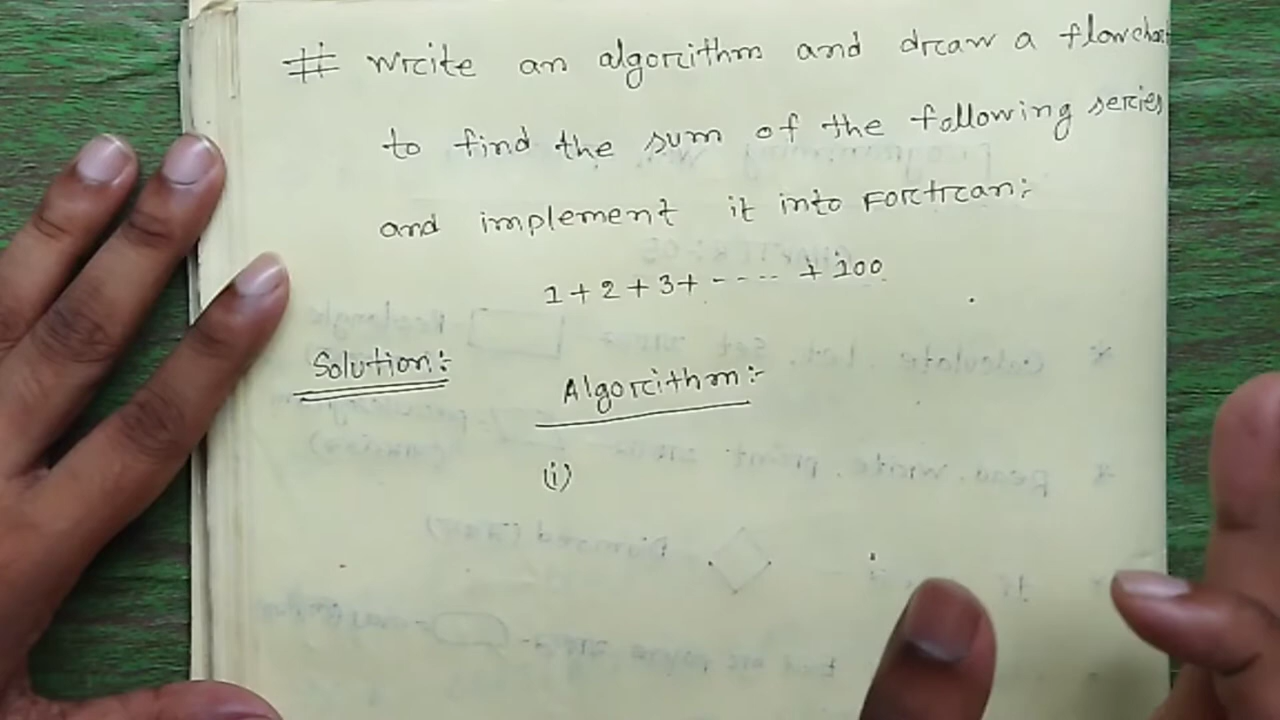 # Write an algorithm and draw a flowchart
to find the sum of the following series
and implement it into Fortran:
1 + 2 + 3 + - - - - + 100
Solution:
Algorithm:-
(i)